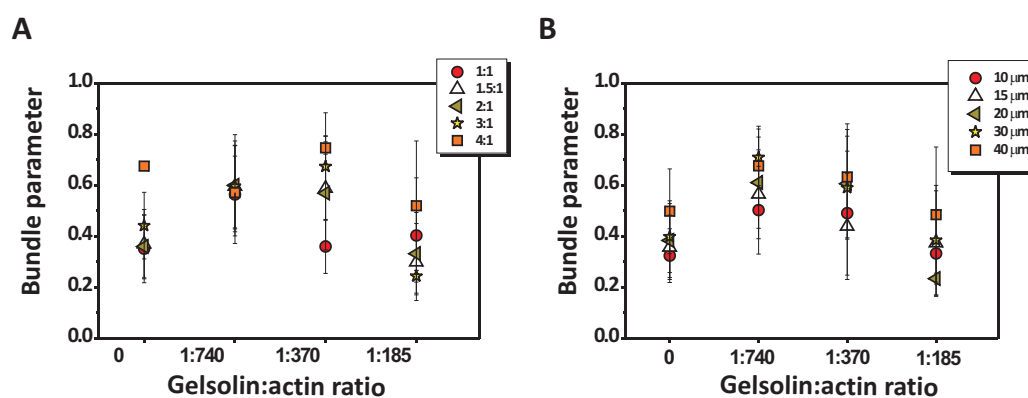 A
B
1:1
1.5:1
2:1
3:1
4:1
10 μm
15 μm
20 μm
30 μm
40 μm
Bundle parameter
1.0
0.8
0.6
0.4
0.2
0.0
0 1:740 1:370 1:185
Gelsolin:actin ratio
Bundle parameter
1.0
0.8
0.6
0.4
0.2
0.0
0 1:740 1:370 1:185
Gelsolin:actin ratio